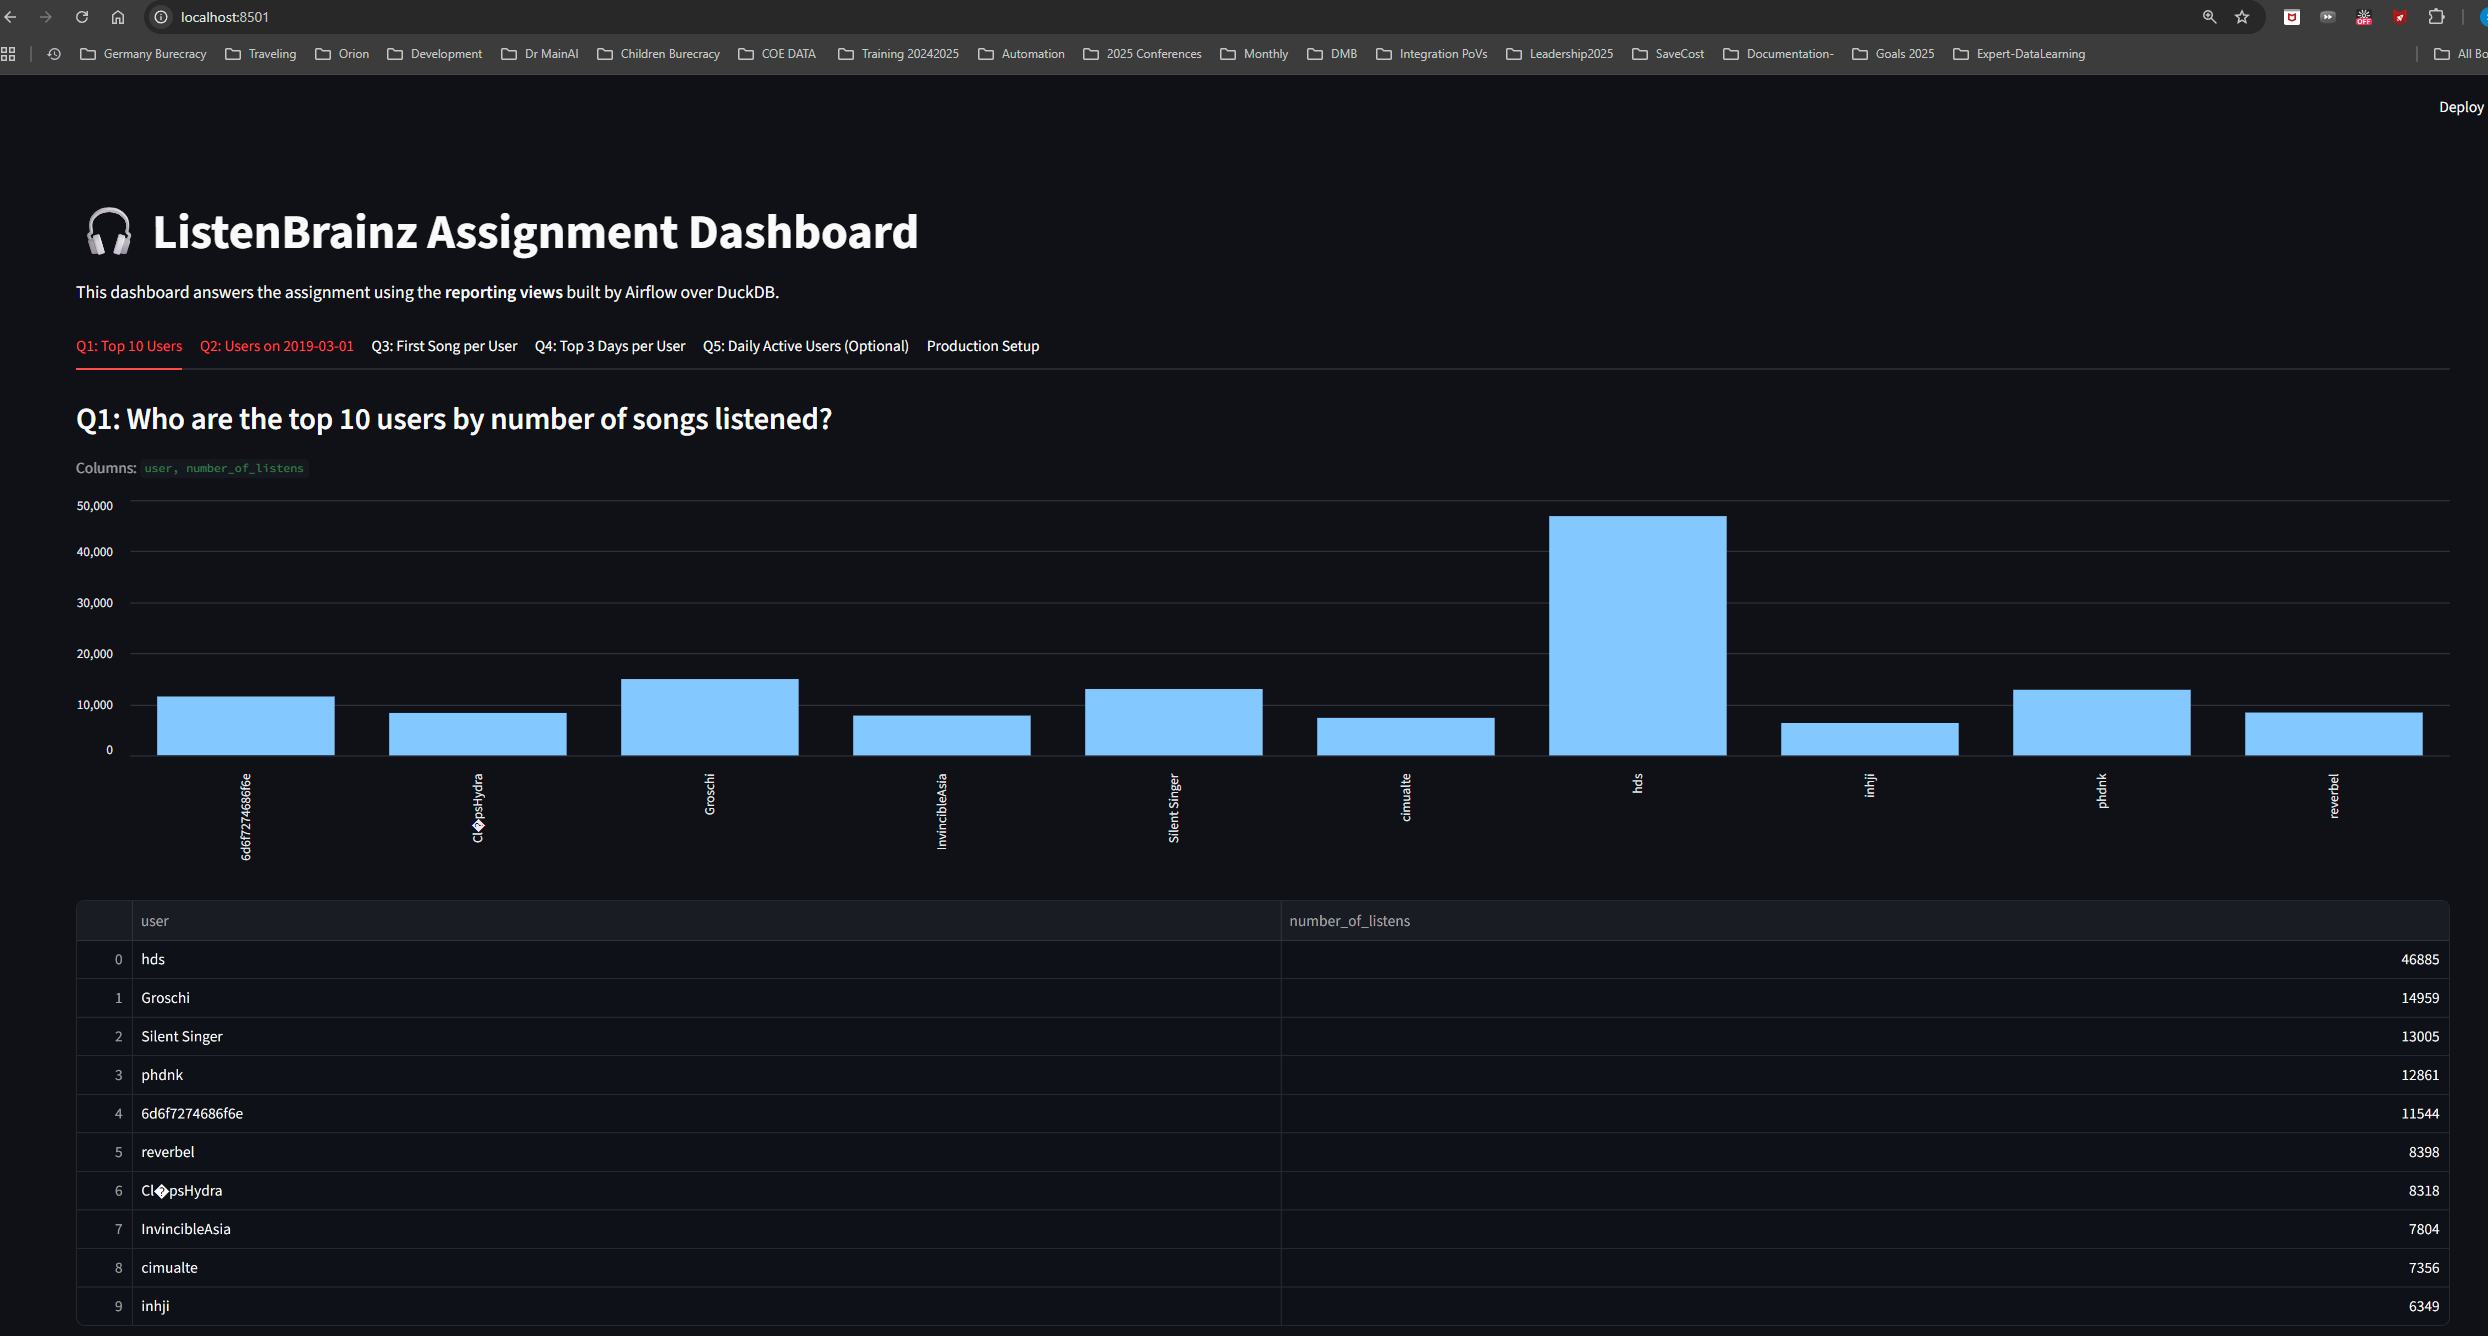 localhost:8501
Germany Burecracy Traveling Orion Development Dr MainAI Children Burecracy COE DATA Training 20242025 Automation 2025 Conferences Monthly DMB Integration PoVs Leadership2025 SaveCost Documentation- Goals 2025 Expert-DataLearning All Bo
Deploy
ListenBrainz Assignment Dashboard
This dashboard answers the assignment using the reporting views built by Airflow over DuckDB.
Q1: Top 10 Users Q2: Users on 2019-03-01 Q3: First Song per User Q4: Top 3 Days per User Q5: Daily Active Users (Optional) Production Setup
Q1: Who are the top 10 users by number of songs listened?
Columns: user, number_of_listens
50,000
40,000
30,000
20,000
10,000
0
6d6f7274686f6e Cl�psHydra Groschi InvincibleAsia Silent Singer cimualte hds inhji phdnk reverbel
user number_of_listens
0 hds 46885
1 Groschi 14959
2 Silent Singer 13005
3 phdnk 12861
4 6d6f7274686f6e 11544
5 reverbel 8398
6 Cl�psHydra 8318
7 InvincibleAsia 7804
8 cimualte 7356
9 inhji 6349